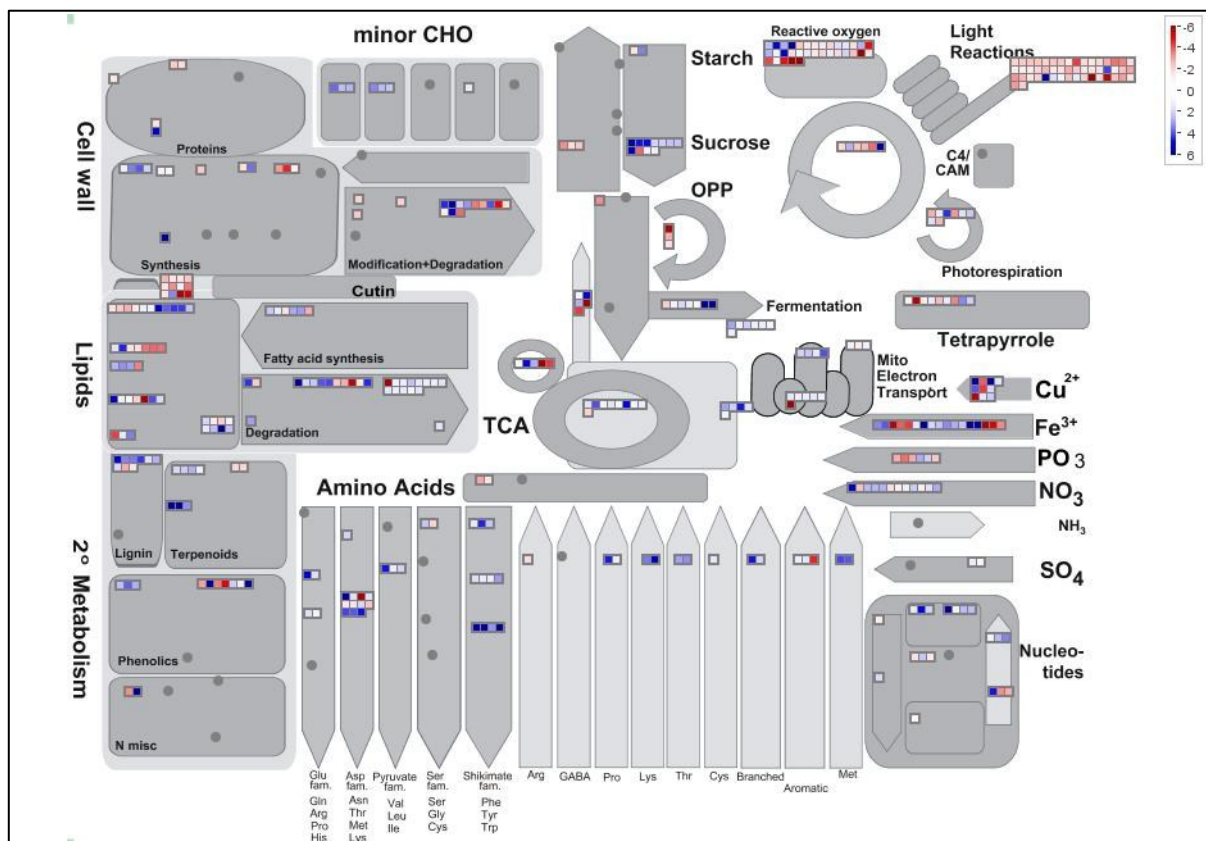 minor CHO
Cell wall
Proteins
Synthesis
Modification+Degradation
Starch
Sucrose
OPP
Reactive oxygen
Light
Reactions
C4/
CAM
Photorespiration
-6
-4
-2
0
2
4
6
Cutin
Lipids
Fatty acid synthesis
Degradation
Fermentation
TCA
Mito
Electron
Transport
Tetrapyrrole
Cu2+
Fe3+
PO 3
NO3
NH3
SO4
Amino Acids
2° Metabolism
Lignin
Terpenoids
Phenolics
N misc
Nucleo-
tides
Glu
fam.
Gln
Arg
Pro
His
Asp
fam.
Asn
Thr
Met
Lys
Pyruvate
fam.
Val
Leu
Ile
Ser
fam.
Ser
Gly
Cys
Shikimate
fam.
Phe
Tyr
Trp
Arg
GABA
Pro
Lys
Thr
Cys
Branched
Aromatic
Met